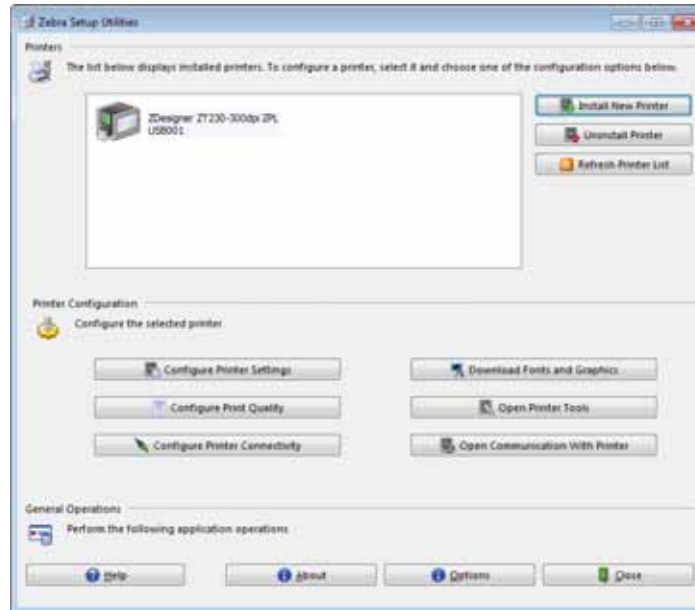 Zebra Setup Utilities
Printers
The list below displays installed printers. To configure a printer, select it and choose one of the configuration options below.
ZDesigner ZT230-300dpi ZPL
USB001
Install New Printer
Uninstall Printer
Refresh Printer List
Printer Configuration
Configure the selected printer
Configure Printer Settings
Download Fonts and Graphics
Configure Print Quality
Open Printer Tools
Configure Printer Connectivity
Open Communication With Printer
General Operations
Perform the following application operations
Help
About
Options
Close